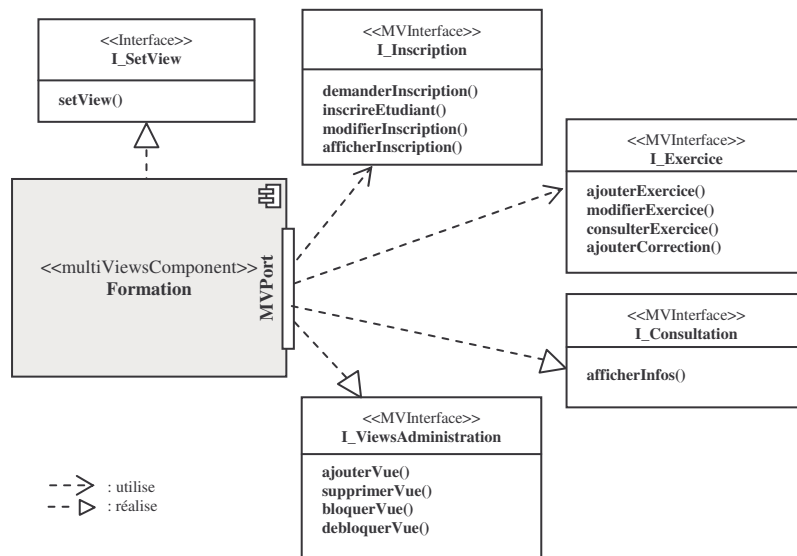 <<Interface>>
I_SetView
setView()
<<MVInterface>>
I_Inscription
demanderInscription()
inscrireEtudiant()
modifierInscription()
afficherInscription()
<<MVInterface>>
I_Exercice
ajouterExercice()
modifierExercice()
consulterExercice()
ajouterCorrection()
<<multiViewsComponent>>
Formation
MVPort
<<MVInterface>>
I_Consultation
afficherInfos()
<<MVInterface>>
I_ViewsAdministration
ajouterVue()
supprimerVue()
bloquerVue()
debloquerVue()
: utilise
: réalise